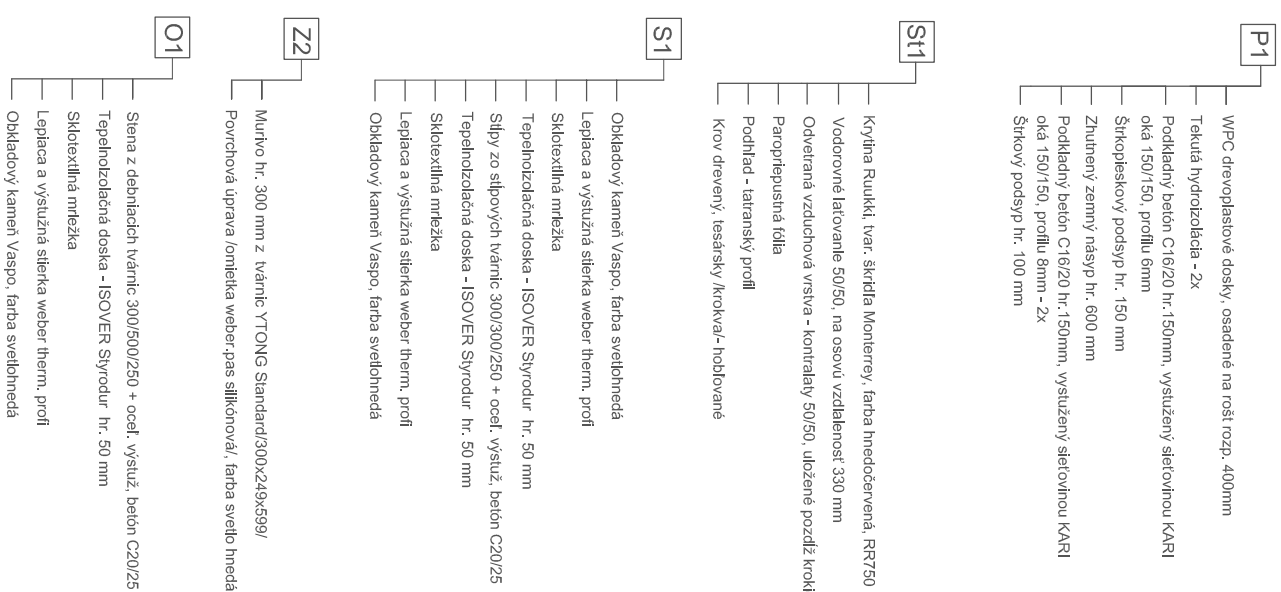 P1
WPC drevoplastové dosky, osadené na rošt rozp. 400mm
Tekutá hydroizolácia - 2x
Podkladný betón C16/20 hr.150mm, vystužený sieťovinou KARI
oká 150/150, profilu 6mm
Štrkopieskový podsyp hr. 150 mm
Zhutnený zemný násyp hr. 600 mm
Podkladný betón C16/20 hr.150mm, vystužený sieťovinou KARI
oká 150/150, profilu 8mm - 2x
Štrkový podsyp hr. 100 mm
St1
Krytina Ruukki, tvar. škridľa Monterrey, farba hnedočervená, RR750
Vodorovné laťovanie 50/50, na osovú vzdialenosť 330 mm
Odvetraná vzduchová vrstva - kontralaty 50/50, uložené pozdĺž kroki
Paropriepustná fólia
Podhľad - tatranský profil
Krov drevený, tesársky /krokva/- hobľované
S1
Obkladový kameň Vaspo, farba svetlohnedá
Lepiaca a výstužná stierka weber therm. profi
Sklotextilná mriežka
Tepelnoizolačná doska - ISOVER Styrodur hr. 50 mm
Stĺpy zo stĺpových tvárnic 300/300/250 + oceľ. výstuž, betón C20/25
Tepelnoizolačná doska - ISOVER Styrodur hr. 50 mm
Sklotextilná mriežka
Lepiaca a výstužná stierka weber therm. profi
Obkladový kameň Vaspo, farba svetlohnedá
Z2
Murivo hr. 300 mm z tvárnic YTONG Standard/300x249x599/
Povrchová úprava /omietka weber.pas silikónová/, farba svetlo hnedá
O1
Stena z debniacich tvárnic 300/500/250 + oceľ. výstuž, betón C20/25
Tepelnoizolačná doska - ISOVER Styrodur hr. 50 mm
Sklotextilná mriežka
Lepiaca a výstužná stierka weber therm. profi
Obkladový kameň Vaspo, farba svetlohnedá